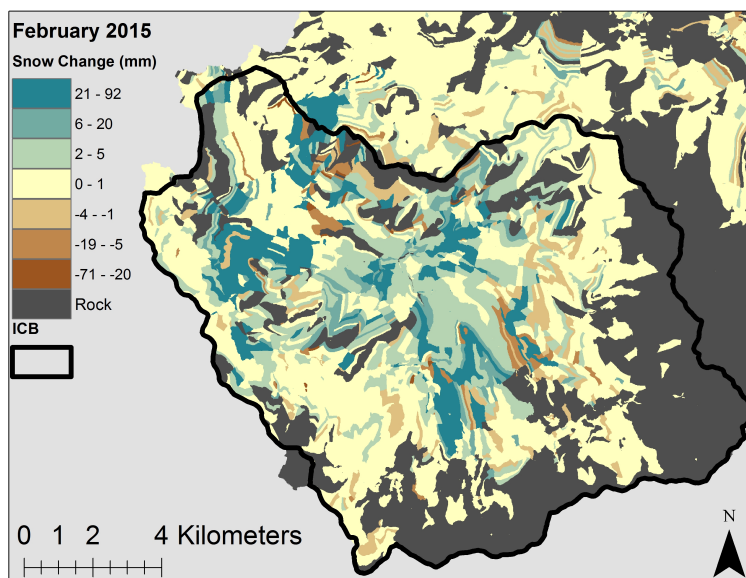 February 2015
Snow Change (mm)
21 - 92
6 - 20
2 - 5
0 - 1
-4 - -1
-19 - -5
-71 - -20
Rock
ICB
0 1 2 4 Kilometers
N